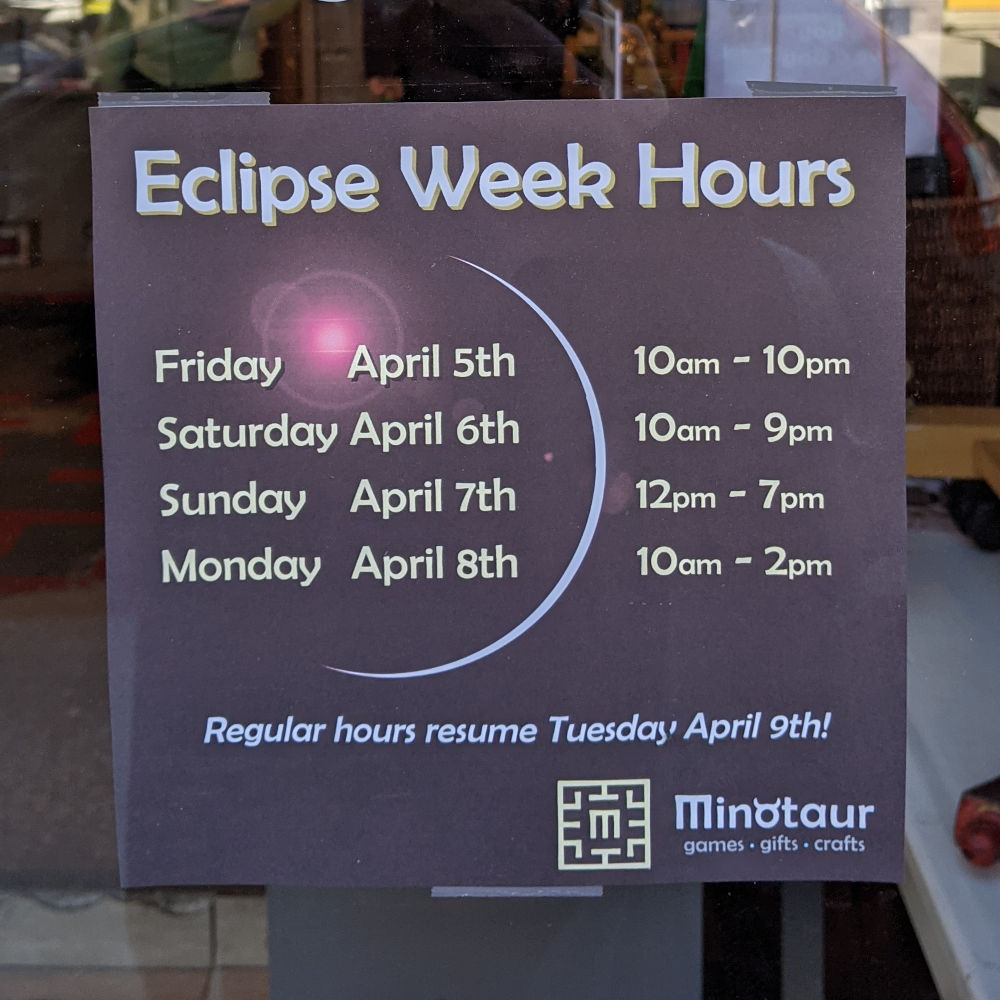 Eclipse Week Hours
Friday April 5th 10am - 10pm
Saturday April 6th 10am - 9pm
Sunday April 7th 12pm - 7pm
Monday April 8th 10am - 2pm
Regular hours resume Tuesday, April 9th!
m
Minotaur
games • gifts • crafts